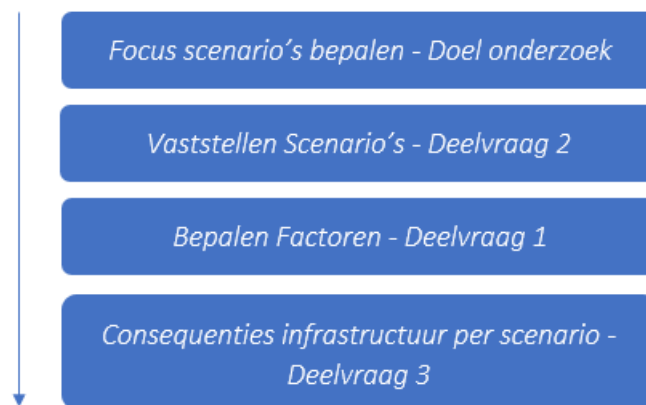 Focus scenario´s bepalen - Doel onderzoek
Vaststellen Scenario´s - Deelvraag 2
Bepalen Factoren - Deelvraag 1
Consequenties infrastructuur per scenario -
Deelvraag 3